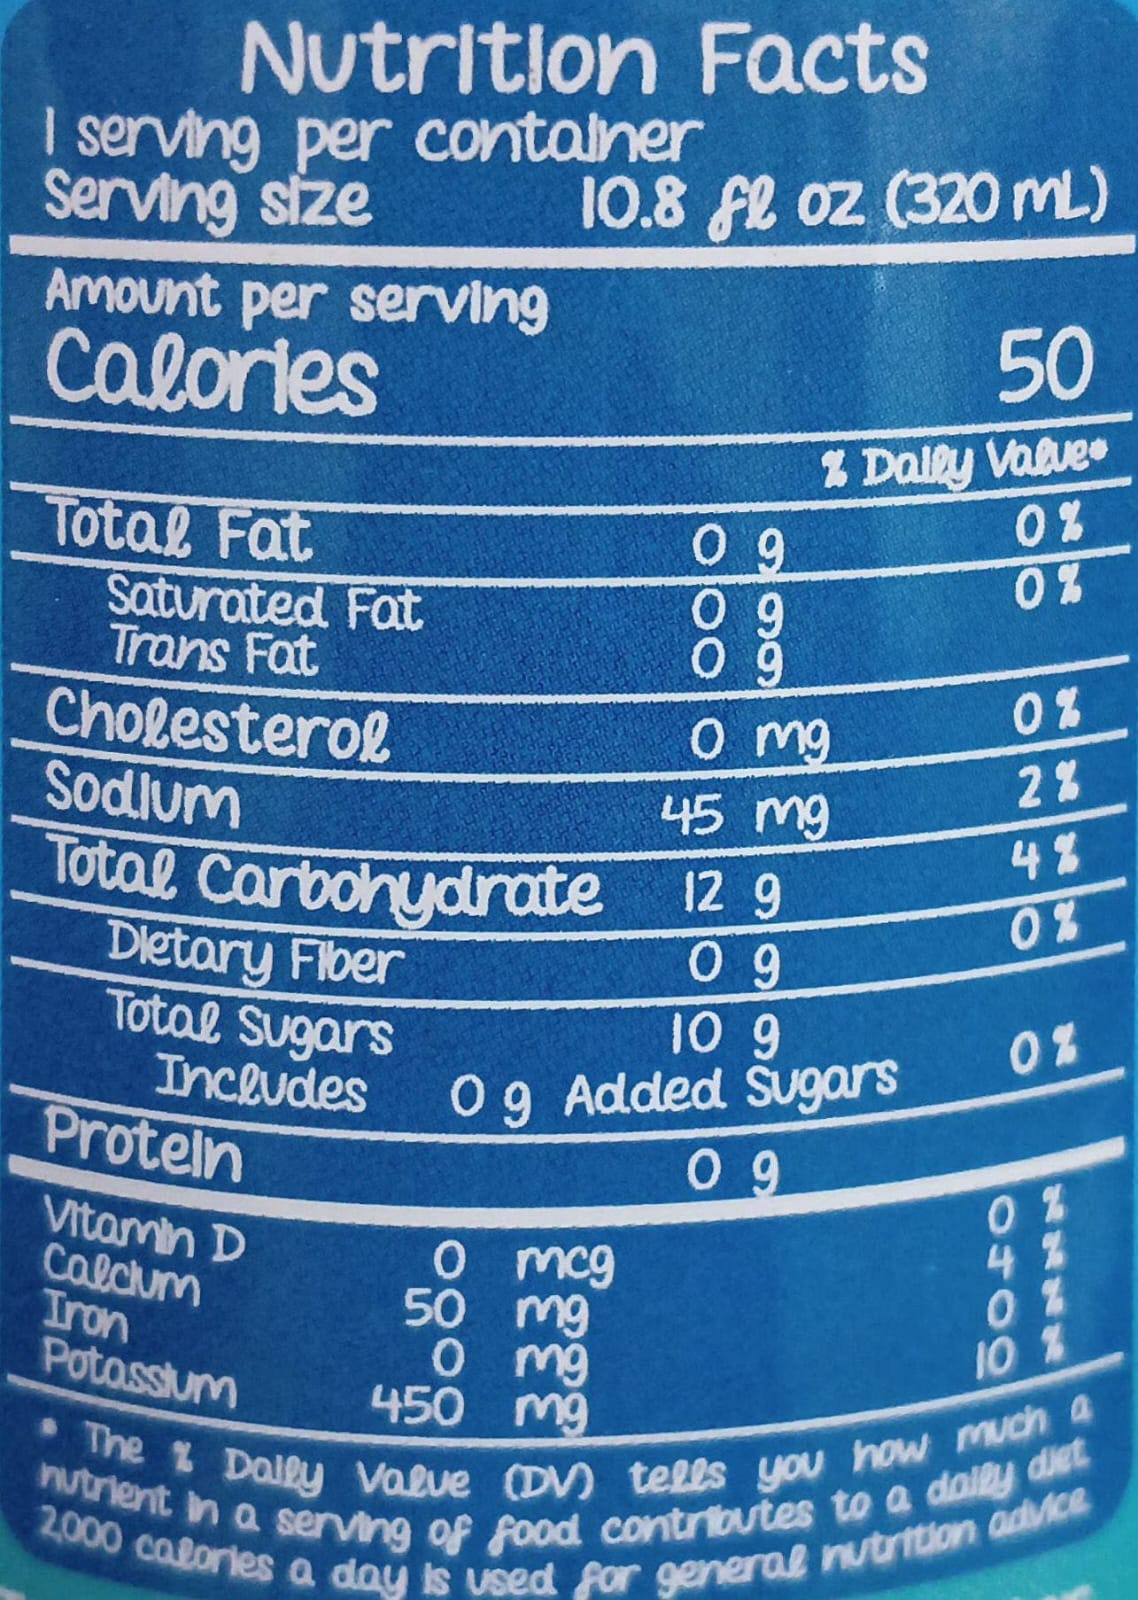 Nutrition Facts
1 serving per container
Serving size 10.8 fl oz (320 mL)
Amount per serving
Calories 50
% Daily Value*
Total Fat 0 g 0 %
Saturated Fat 0 g 0 %
Trans Fat 0 g
Cholesterol 0 mg 0 %
Sodium 45 mg 2 %
Total Carbohydrate 12 g 4 %
Dietary Fiber 0 g 0 %
Total Sugars 10 g
Includes 0 g Added Sugars 0 %
Protein 0 g
Vitamin D 0 mcg 0 %
Calcium 50 mg 4 %
Iron 0 mg 0 %
Potassium 450 mg 10 %
* The % Daily Value (DV) tells you how much a
nutrient in a serving of food contributes to a daily diet.
2,000 calories a day is used for general nutrition advice.